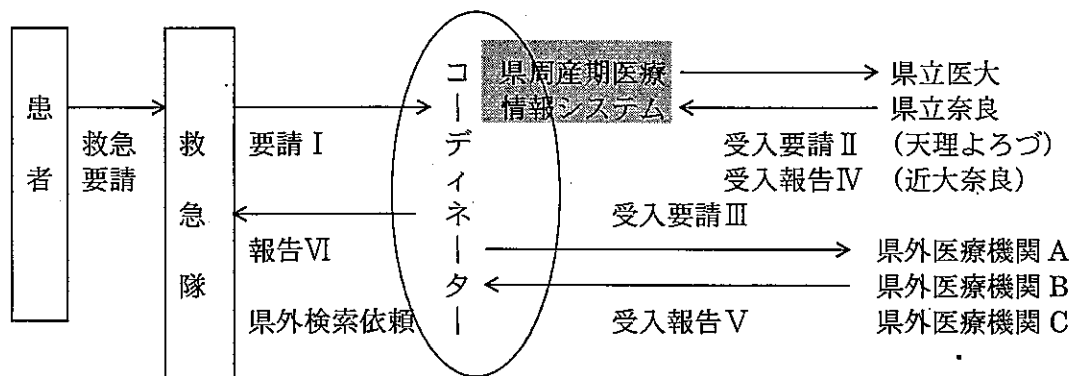 患者
救急
要請
救急隊
要請Ⅰ
報告Ⅵ
県外検索依頼
コーディネーター
県周産期医療
情報システム
県立医大
県立奈良
受入要請Ⅱ (天理よろづ)
受入報告Ⅳ (近大奈良)
受入要請Ⅲ
県外医療機関 A
県外医療機関 B
受入報告Ⅴ 県外医療機関 C